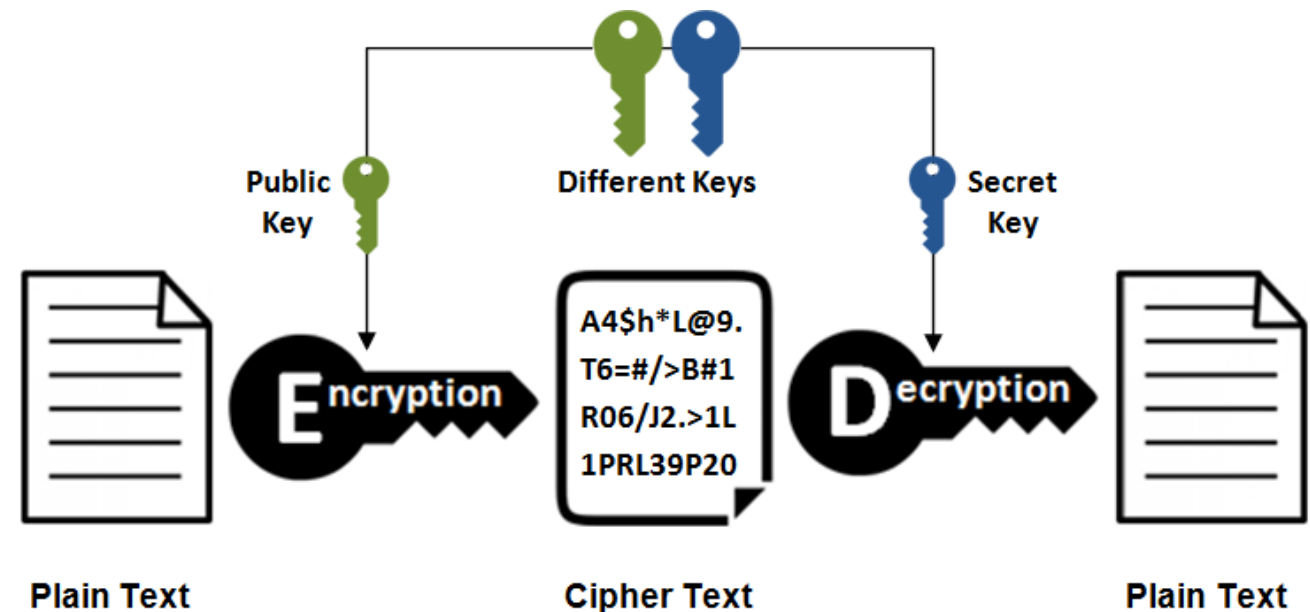 Public
Key
Different Keys
Secret
Key
Encryption
A4$h*L@9.
T6=#/>B#1
R06/J2.>1L
1PRL39P20
Decryption
Plain Text
Cipher Text
Plain Text